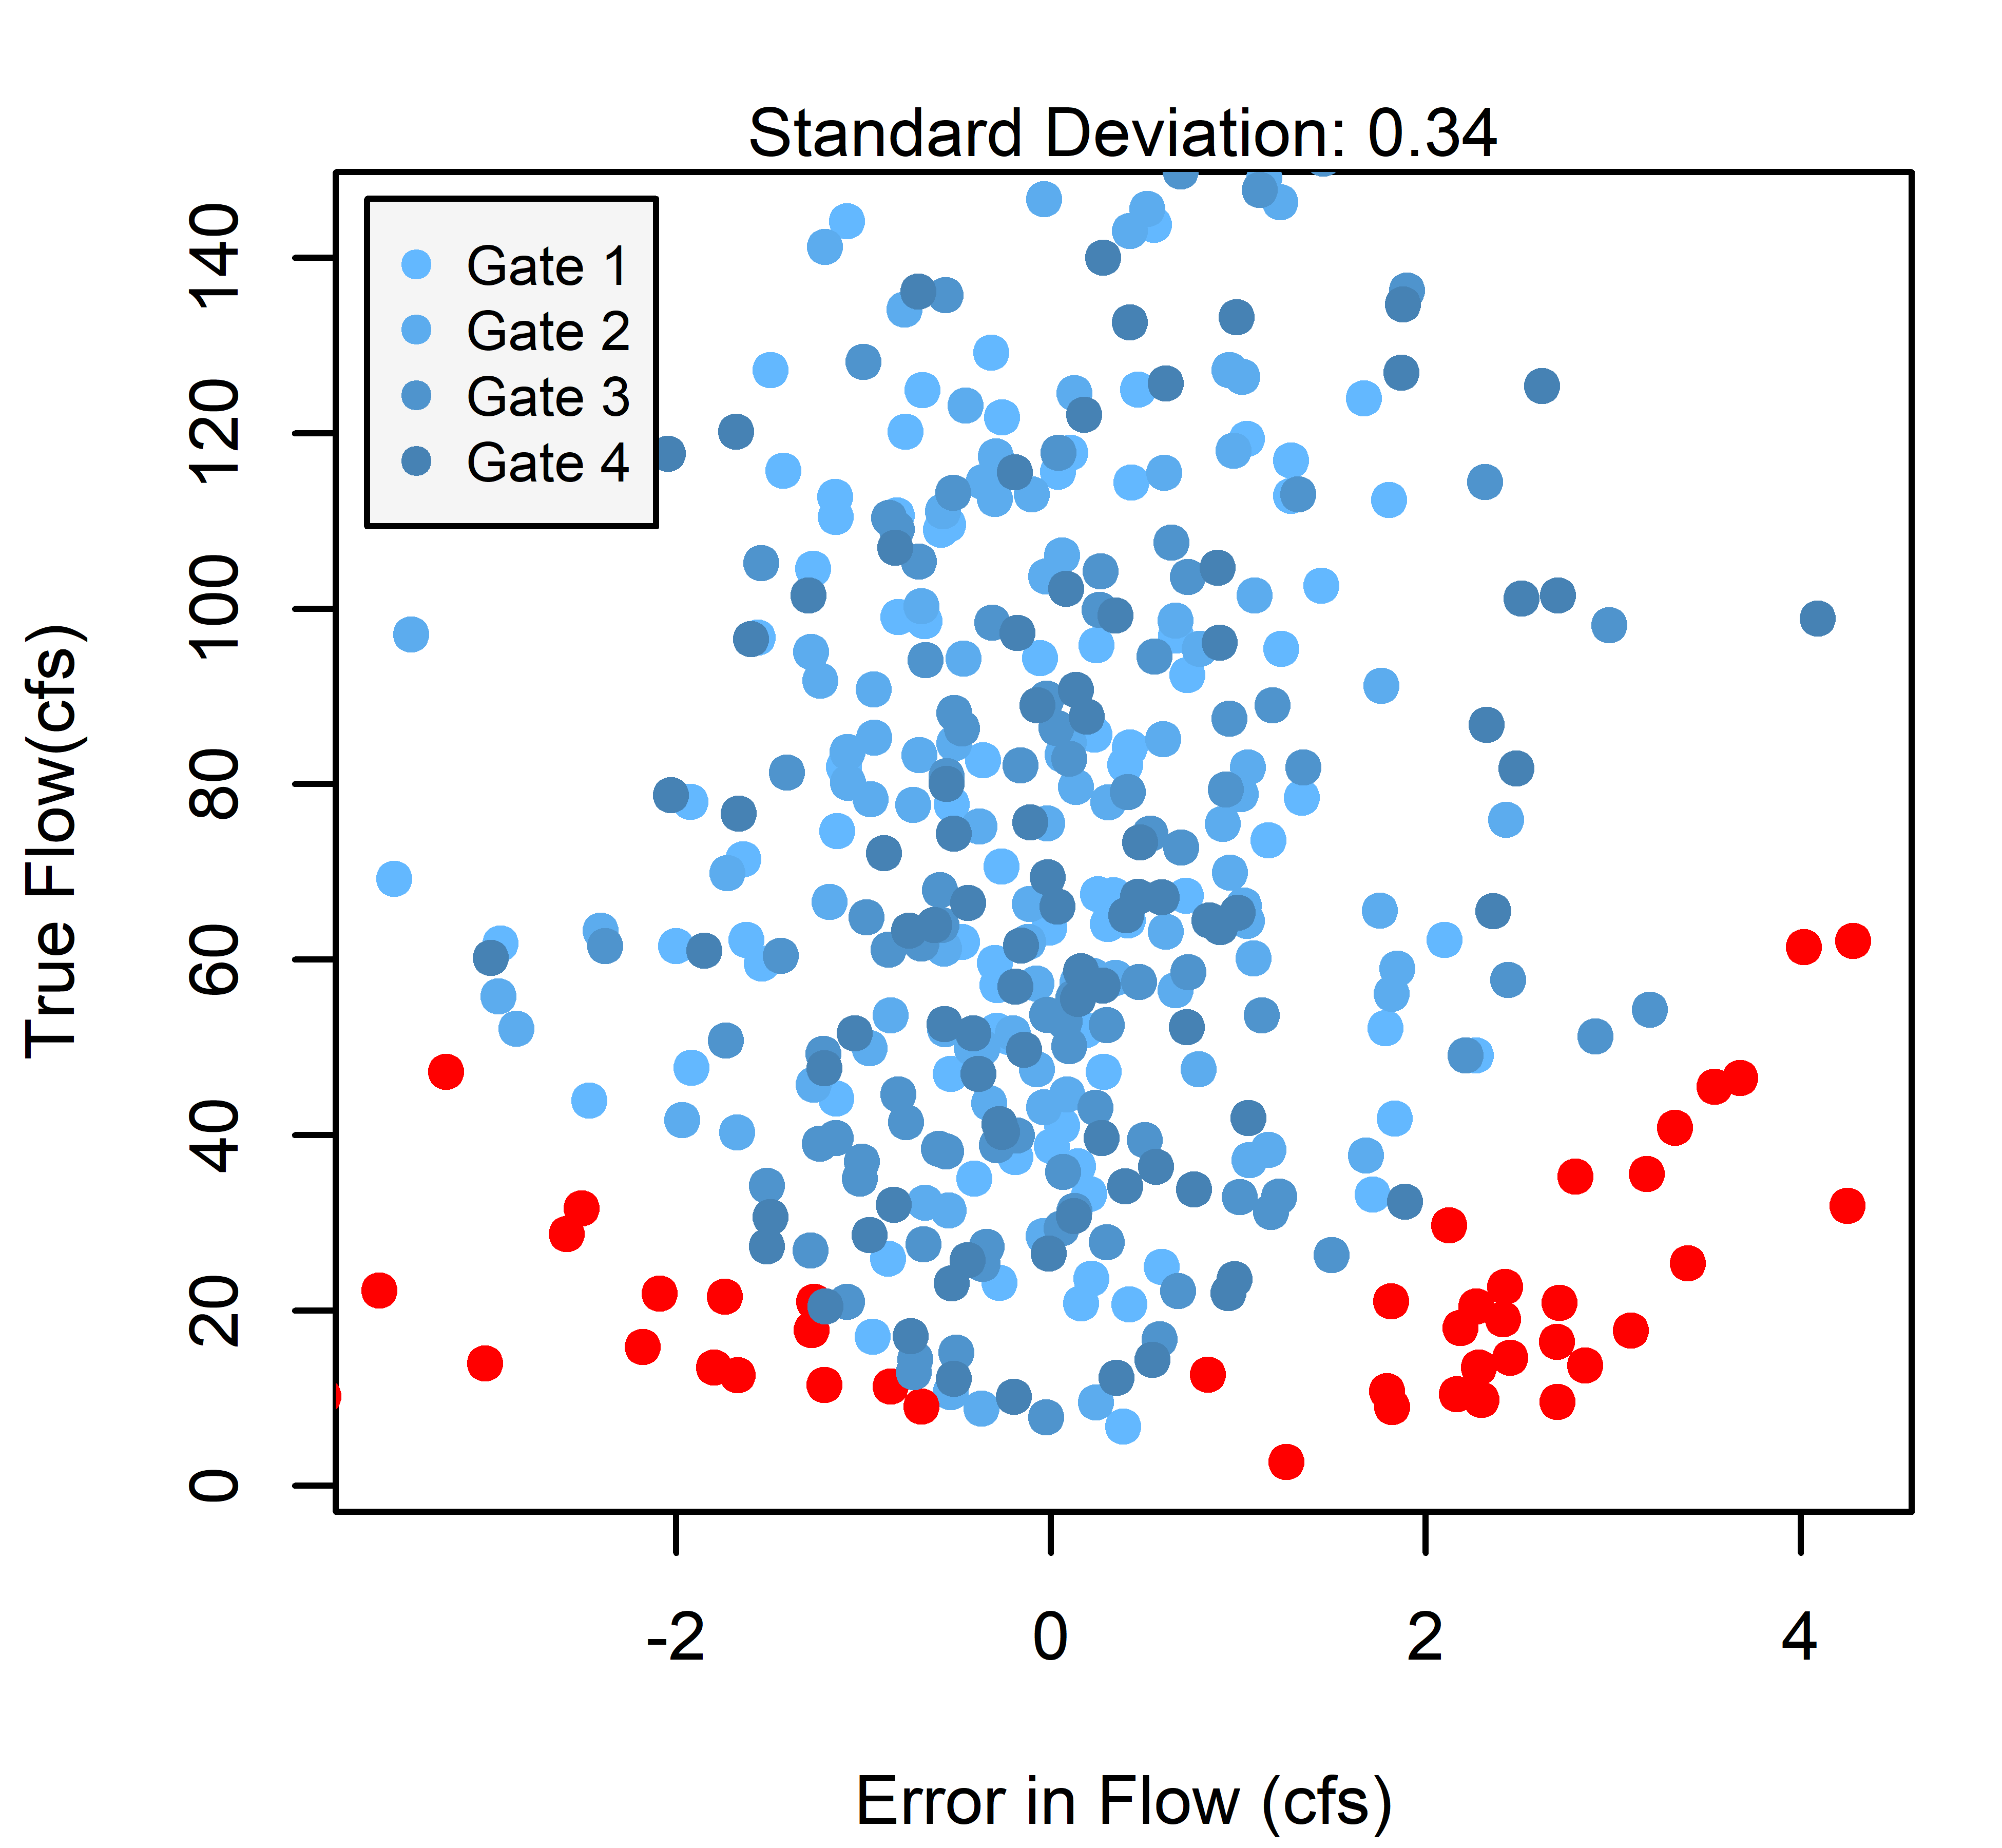 Standard Deviation: 0.34
Gate 1
Gate 2
Gate 3
Gate 4
True Flow(cfs)
140
120
100
80
60
40
20
0
-2 0 2 4
Error in Flow (cfs)